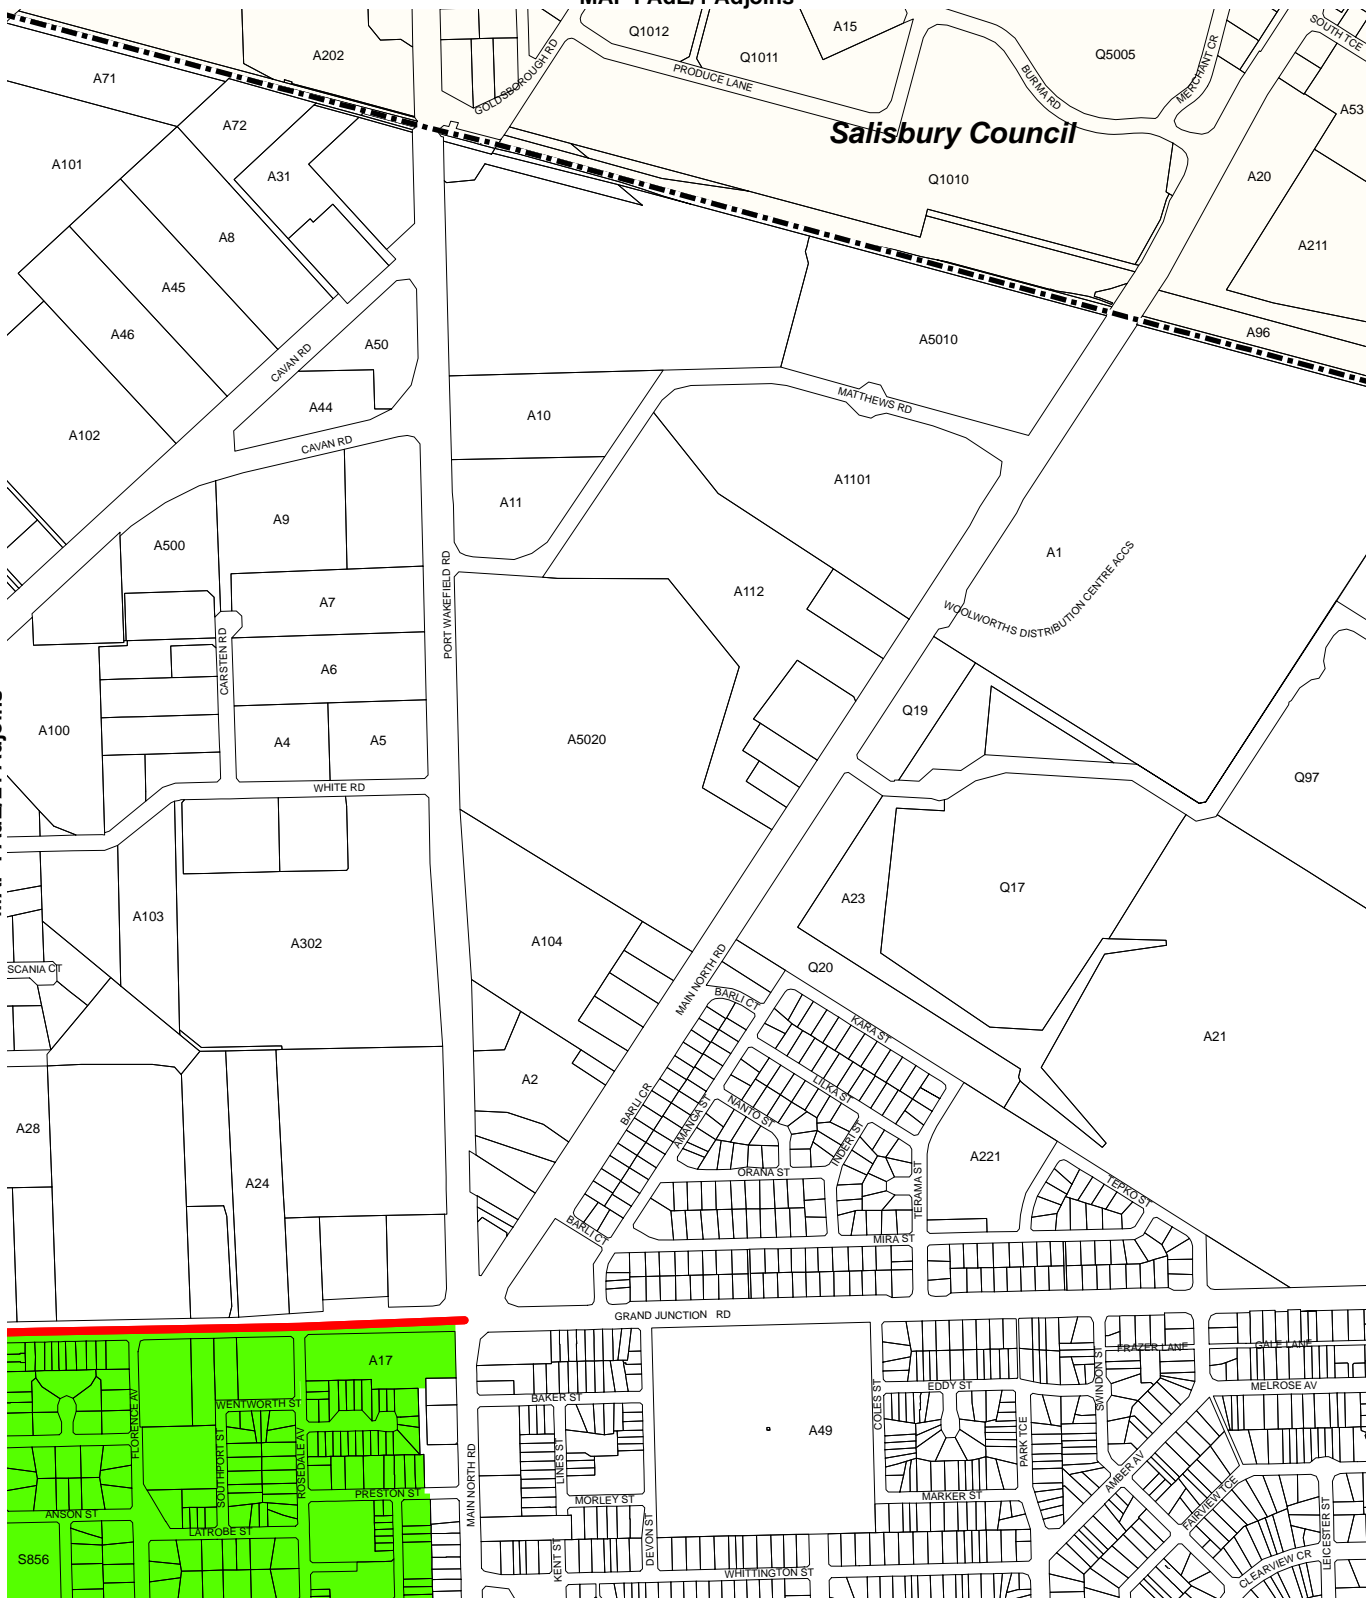 A202
Q1012
Q1011
A15
Q5005
SOUTH TCE
A71
GOLDSBOROUGH RD
PRODUCE LANE
BURMA RD
MERCHANT CR
A53
A72
Salisbury Council
A101
A31
Q1010
A20
A8
A211
A45
A46
A50
A5010
A96
CAVAN RD
MATTHEWS RD
A44
A10
A102
CAVAN RD
A1101
A11
A9
A500
A1
PORT WAKEFIELD RD
A7
A112
WOOLWORTHS DISTRIBUTION CENTRE ACCS
CARSTEN RD
A6
A100
A4
A5
A5020
Q19
Q97
WHITE RD
A23
Q17
A103
A302
A104
SCANIA CT
MAIN NORTH RD
Q20
BARLI CT
KARA ST
A21
A2
LILKA ST
BARLI CR
AMANGA ST
NANTO ST
A28
INDERI ST
A221
ORANA ST
TERAMA ST
TEPKO ST
A24
BARLI CT
MIRA ST
GRAND JUNCTION RD
A17
FRAZER LANE
GALE LANE
SWINDON ST
EDDY ST
MELROSE AV
BAKER ST
WENTWORTH ST
FLORENCE AV
COLES ST
A49
SOUTHPORT ST
ROSEDALE AV
MAIN NORTH RD
LINES ST
PARK TCE
AMBER AV
PRESTON ST
MORLEY ST
MARKER ST
FAIRVIEW TCE
ANSON ST
LATROBE ST
DEVON ST
LEICESTER ST
S856
KENT ST
WHITTINGTON ST
CLEARVIEW CR